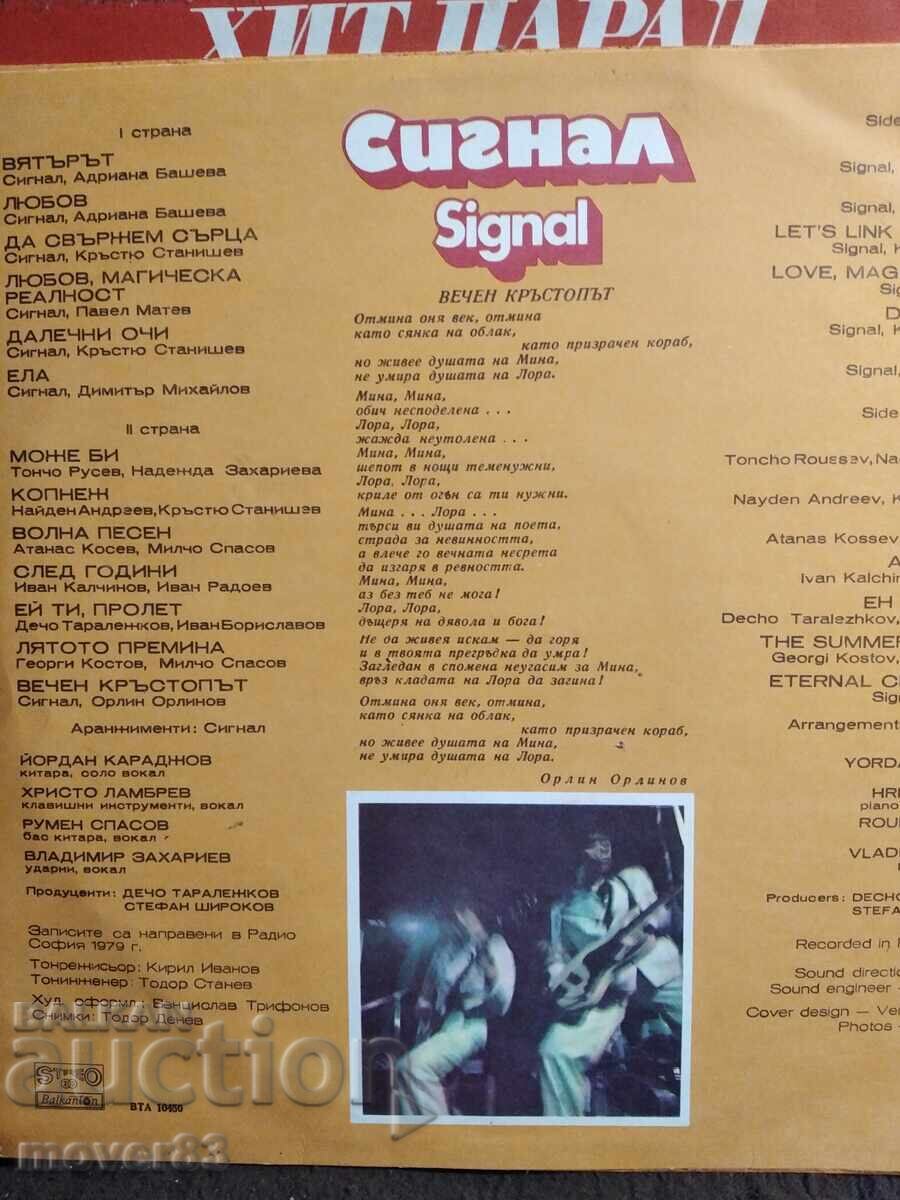 ХИТ ПАРАД
I страна
ВЯТЪРЪТ
Сигнал, Адриана Башева
ЛЮБОВ
Сигнал, Адриана Башева
ДА СВЪРЖЕМ СЪРЦА
Сигнал, Кръстю Станишев
ЛЮБОВ, МАГИЧЕСКА
РЕАЛНОСТ
Сигнал, Павел Матев
ДАЛЕЧНИ ОЧИ
Сигнал, Кръстю Станишев
ЕЛА
Сигнал, Димитър Михайлов
II страна
МОЖЕ БИ
Тончо Русев, Надежда Захариева
КОПНЕЖ
Найден Андреев, Кръстю Станишев
ВОЛНА ПЕСЕН
Атанас Косев, Милчо Спасов
СЛЕД ГОДИНИ
Иван Калчинов, Иван Радоев
ЕЙ ТИ, ПРОЛЕТ
Дечо Таралежков, Иван Бориславов
ЛЯТОТО ПРЕМИНА
Георги Костов, Милчо Спасов
ВЕЧЕН КРЪСТОПЪТ
Сигнал, Орлин Орлинов
Аранжименти: Сигнал
ЙОРДАН КАРАДЖОВ
китара, соло вокал
ХРИСТО ЛАМБРЕВ
клавишни инструменти, вокал
РУМЕН СПАСОВ
бас китара, вокал
ВЛАДИМИР ЗАХАРИЕВ
ударни, вокал
Продуценти: ДЕЧО ТАРАЛЕЖКОВ
СТЕФАН ШИРОКОВ
Записите са направени в Радио
София 1979 г.
Тонрежисьор: Кирил Иванов
Тонинженер: Тодор Станев
Худ. оформл. Венцислав Трифонов
Снимки: Тодор Денев
STEREO
Balkanton
ВТА 10450
Сигнал
Signal
ВЕЧЕН КРЪСТОПЪТ
Отмина оня век, отмина
като сянка на облак,
като призрачен кораб,
но живее душата на Мина,
не умира душата на Лора.
Мина, Мина,
обич несподелена . . .
Лора, Лора,
жажда неутолена . . .
Мина, Мина,
шепот в нощи теменужни,
Лора, Лора,
криле от огън са ти нужни.
Мина . . . Лора . . .
търси ви душата на поета,
страда за невинността,
а влече го вечната несрета
да изгаря в ревността.
Мина, Мина,
аз без теб не мога!
Лора, Лора,
дъщеря на дявола и бога!
Не да живея искам — да горя
и в твоята прегръдка да умра!
Загледан в спомена неугасим за Мина,
връз кладата на Лора да загина!
Отмина оня век, отмина,
като сянка на облак,
като призрачен кораб,
но живее душата на Мина,
не умира душата на Лора.
Орлин Орлинов
Side
Signal,
Signal,
LET'S LINK
Signal, K
LOVE, MAG
Sig
D
Signal, K
Signal,
Side
Toncho Roussev, Na
Nayden Andreev, K
Atanas Kossev
A
Ivan Kalchin
EH
Decho Taralezhkov,
THE SUMMER
Georgi Kostov,
ETERNAL C
Sig
Arrangement
YORDA
HRI
piano
ROU
VLADI
Producers: DECHO
STEFA
Recorded in
Sound directio
Sound engineer -
Cover design — Ve
Photos -
BALKAN
auction
mover83